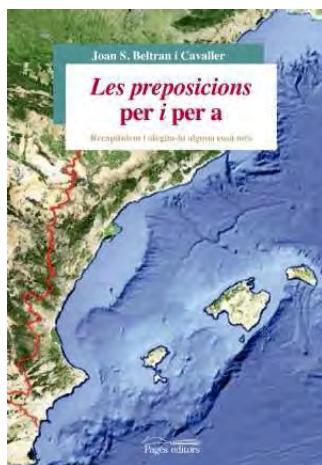 Joan S. Beltran i Cavaller
Les preposicions
per i per a
Recapitulem i afegim-hi alguna cosa més
Pagès editors